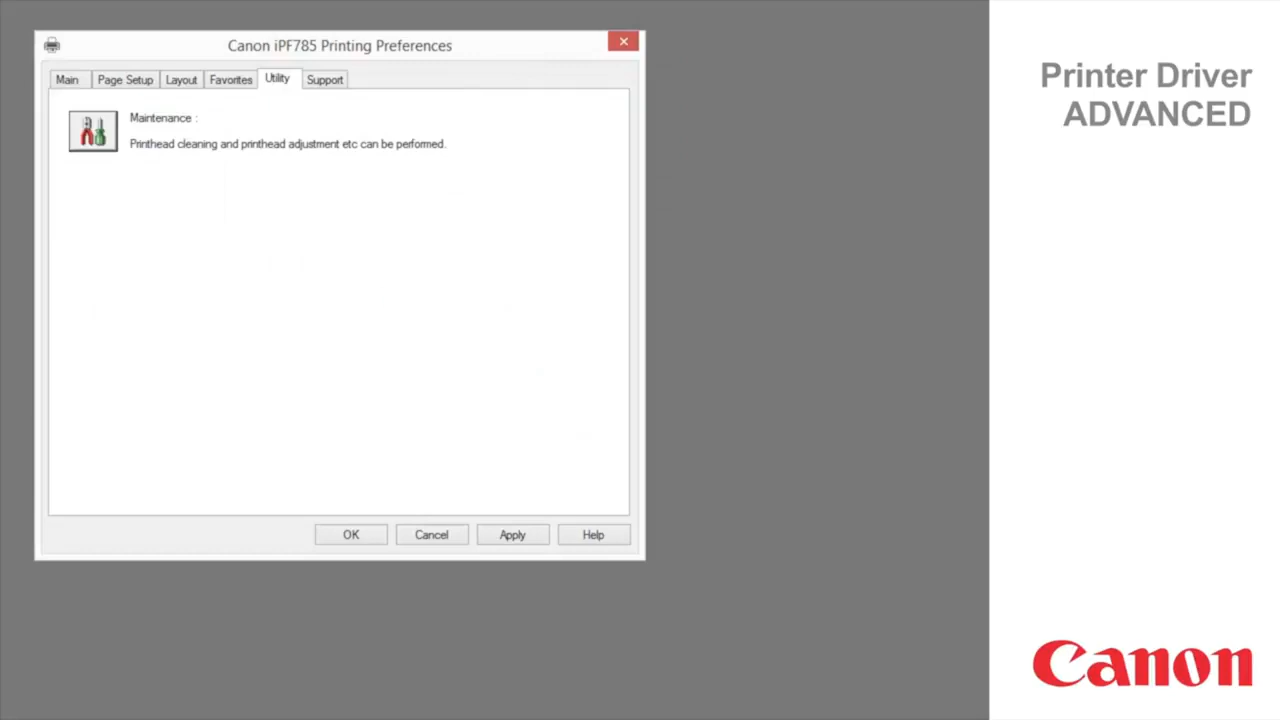 Canon iPF785 Printing Preferences
Main Page Setup Layout Favorites Utility Support
Maintenance :
Printhead cleaning and printhead adjustment etc can be performed.
OK Cancel Apply Help
Printer Driver
ADVANCED
Canon